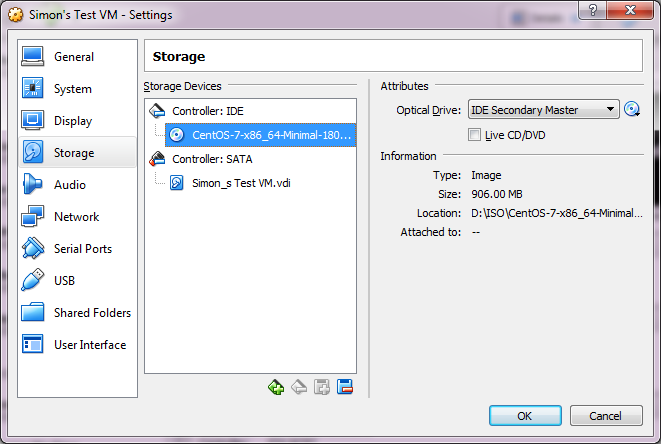 Simon's Test VM - Settings
General
System
Display
Storage
Audio
Network
Serial Ports
USB
Shared Folders
User Interface
Storage
Storage Devices
Controller: IDE
CentOS-7-x86_64-Minimal-180...
Controller: SATA
Simon_s Test VM.vdi
Attributes
Optical Drive: IDE Secondary Master
Live CD/DVD
Information
Type: Image
Size: 906.00 MB
Location: D:\ISO\CentOS-7-x86_64-Minimal...
Attached to: --
OK
Cancel